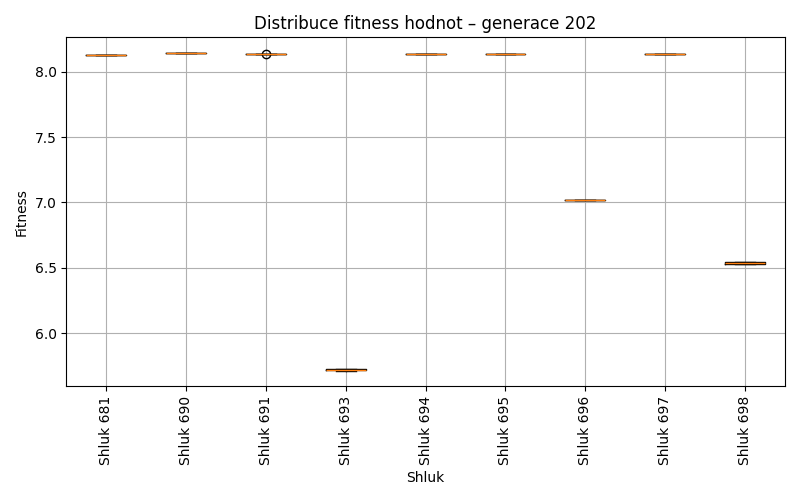 Distribuce fitness hodnot – generace 202
Fitness
8.0
7.5
7.0
6.5
6.0
Shluk 681
Shluk 690
Shluk 691
Shluk 693
Shluk 694
Shluk 695
Shluk 696
Shluk 697
Shluk 698
Shluk